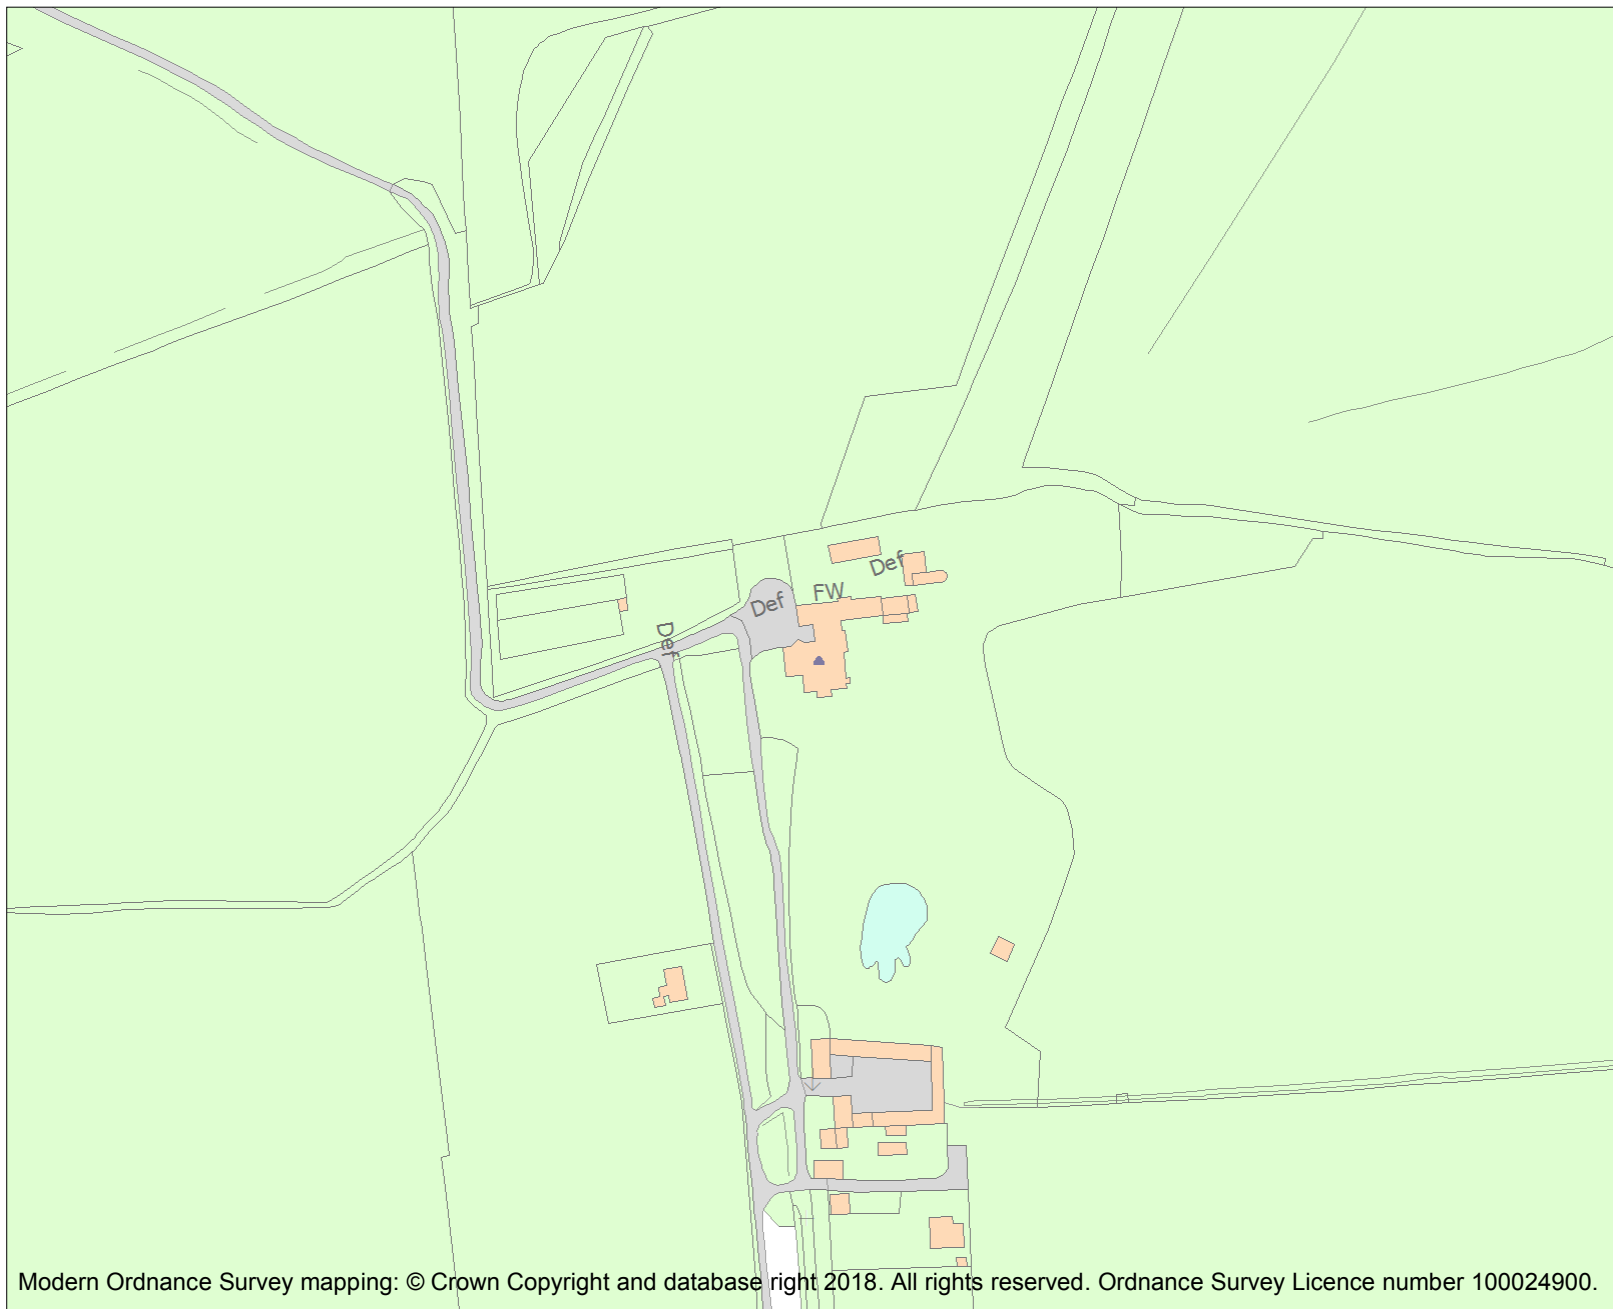 Def
FW
Def
Def
Modern Ordnance Survey mapping: © Crown Copyright and database right 2018. All rights reserved. Ordnance Survey Licence number 100024900.